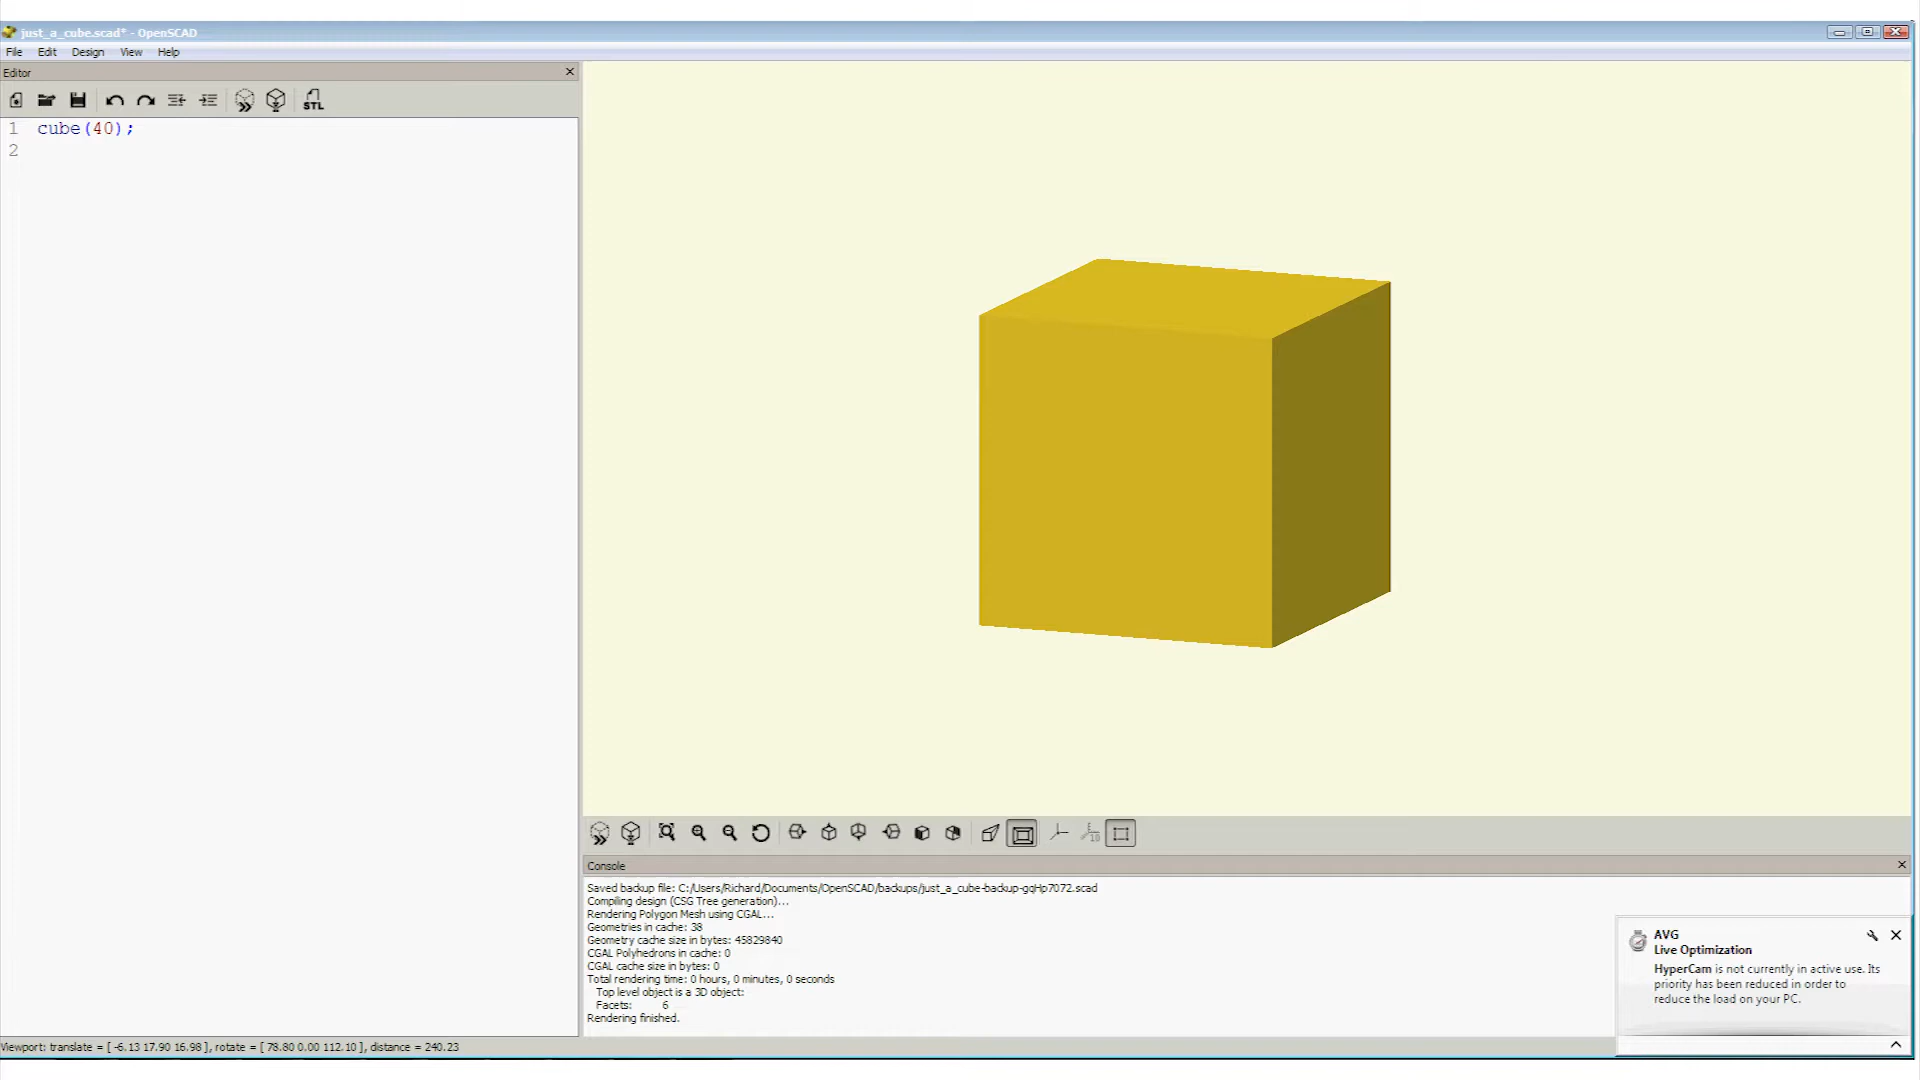 just_a_cube.scad* - OpenSCAD
File Edit Design View Help
Editor
STL
1 cube(40);
2
10
Console
Saved backup file: C:/Users/Richard/Documents/OpenSCAD/backups/just_a_cube-backup-gqHp7072.scad
Compiling design (CSG Tree generation)...
Rendering Polygon Mesh using CGAL...
Geometries in cache: 38
Geometry cache size in bytes: 45829840
CGAL Polyhedrons in cache: 0
CGAL cache size in bytes: 0
Total rendering time: 0 hours, 0 minutes, 0 seconds
Top level object is a 3D object:
Facets: 6
Rendering finished.
AVG
Live Optimization
HyperCam is not currently in active use. Its
priority has been reduced in order to
reduce the load on your PC.
Viewport: translate = [ -6.13 17.90 16.98 ], rotate = [ 78.80 0.00 112.10 ], distance = 240.23